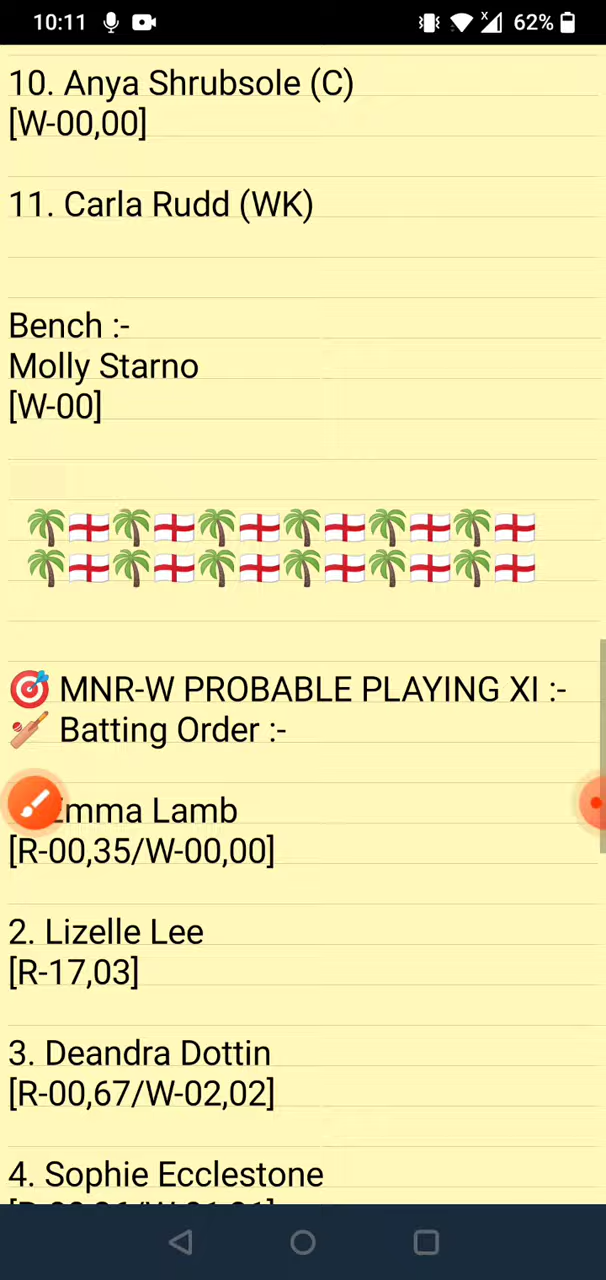 10:11 62%
10. Anya Shrubsole (C)
[W-00,00]
11. Carla Rudd (WK)
Bench :-
Molly Starno
[W-00]
🌴🏴󠁧󠁢󠁥󠁮󠁧󠁿🌴🏴󠁧󠁢󠁥󠁮󠁧󠁿🌴🏴󠁧󠁢󠁥󠁮󠁧󠁿🌴🏴󠁧󠁢󠁥󠁮󠁧󠁿🌴🏴󠁧󠁢󠁥󠁮󠁧󠁿🌴🏴󠁧󠁢󠁥󠁮󠁧󠁿
🌴🏴󠁧󠁢󠁥󠁮󠁧󠁿🌴🏴󠁧󠁢󠁥󠁮󠁧󠁿🌴🏴󠁧󠁢󠁥󠁮󠁧󠁿🌴🏴󠁧󠁢󠁥󠁮󠁧󠁿🌴🏴󠁧󠁢󠁥󠁮󠁧󠁿🌴🏴󠁧󠁢󠁥󠁮󠁧󠁿
🎯 MNR-W PROBABLE PLAYING XI :-
🏏 Batting Order :-
Emma Lamb
[R-00,35/W-00,00]
2. Lizelle Lee
[R-17,03]
3. Deandra Dottin
[R-00,67/W-02,02]
4. Sophie Ecclestone